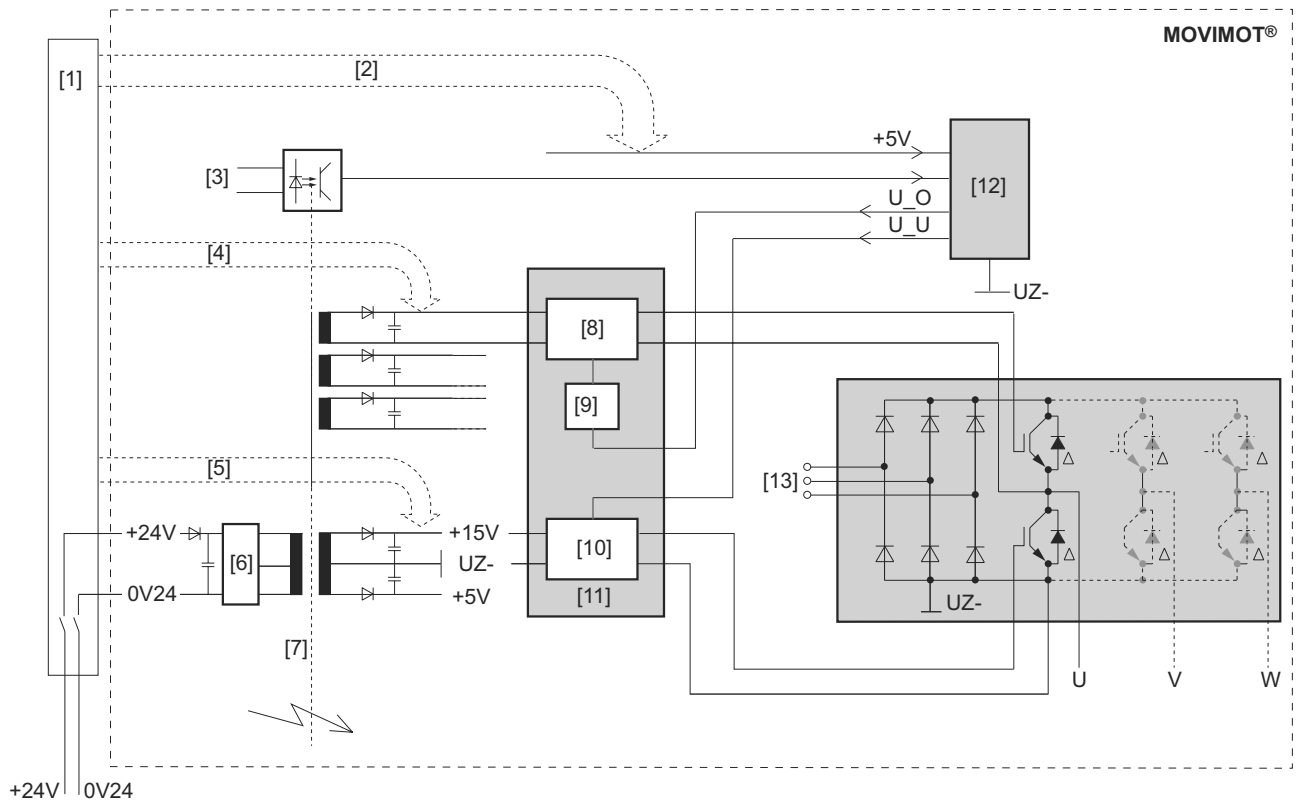 MOVIMOT®
[1]
[2]
+5V
[3]
[12]
U_O
U_U
[4]
UZ-
[8]
[9]
[5]
[13]
+24V
+15V
[6]
UZ-
[10]
0V24
+5V
[11]
UZ-
[7]
U
V
W
+24V
0V24